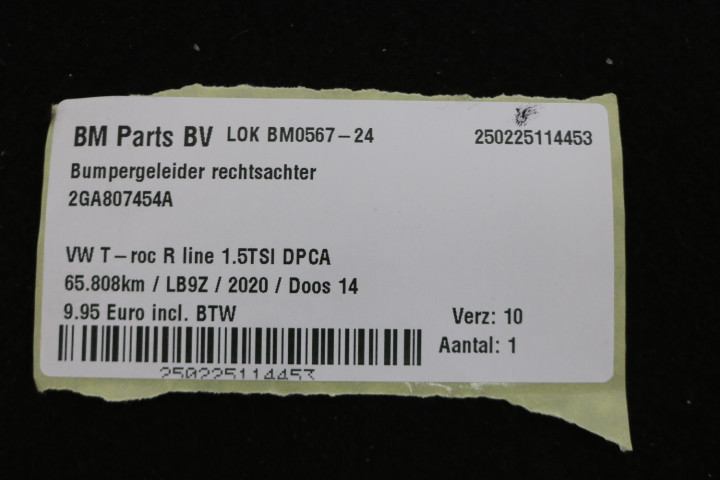 BM Parts BV LOK BM0567-24 250225114453
Bumpergeleider rechtsachter
2GA807454A
VW T-roc R line 1.5TSI DPCA
65.808km / LB9Z / 2020 / Doos 14
9.95 Euro incl. BTW Verz: 10
Aantal: 1
250225114453